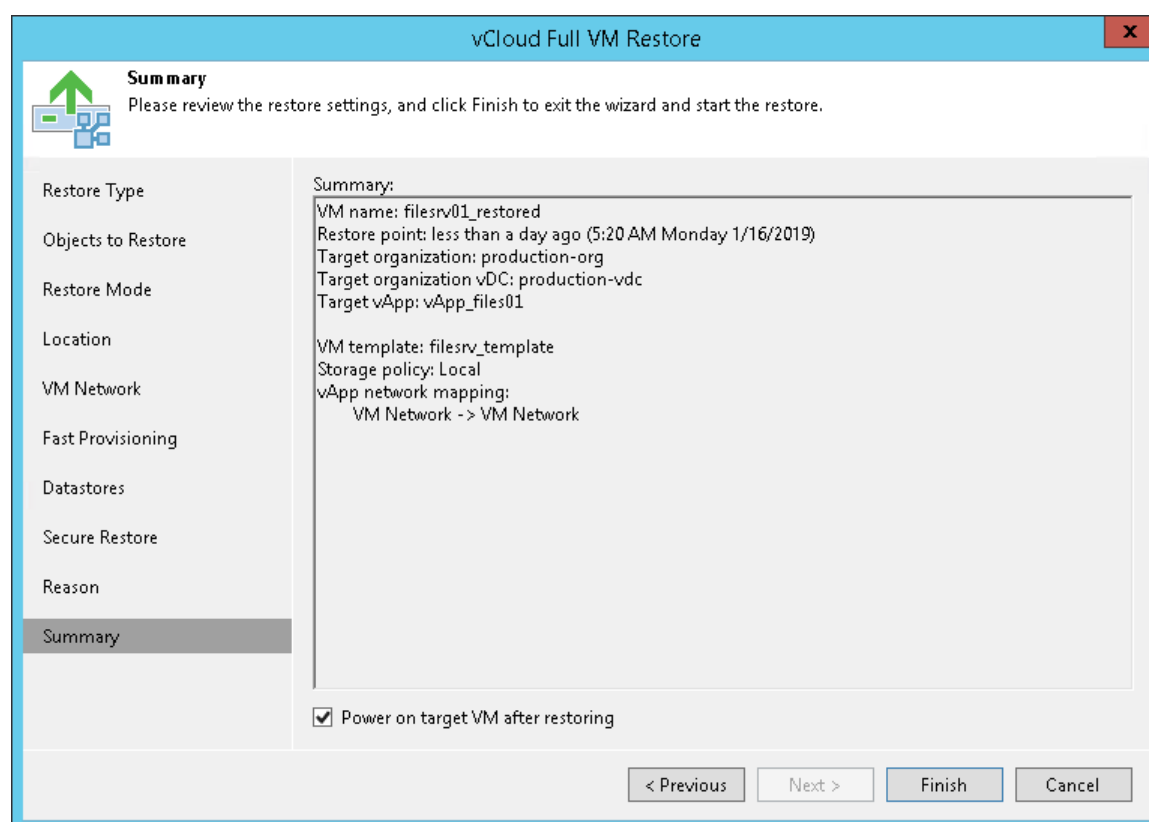 vCloud Full VM Restore
x
Summary
Please review the restore settings, and click Finish to exit the wizard and start the restore.
Restore Type
Objects to Restore
Restore Mode
Location
VM Network
Fast Provisioning
Datastores
Secure Restore
Reason
Summary
Summary:
VM name: filesrv01_restored
Restore point: less than a day ago (5:20 AM Monday 1/16/2019)
Target organization: production-org
Target organization vDC: production-vdc
Target vApp: vApp_files01
VM template: filesrv_template
Storage policy: Local
vApp network mapping:
VM Network -> VM Network
Power on target VM after restoring
< Previous
Next >
Finish
Cancel